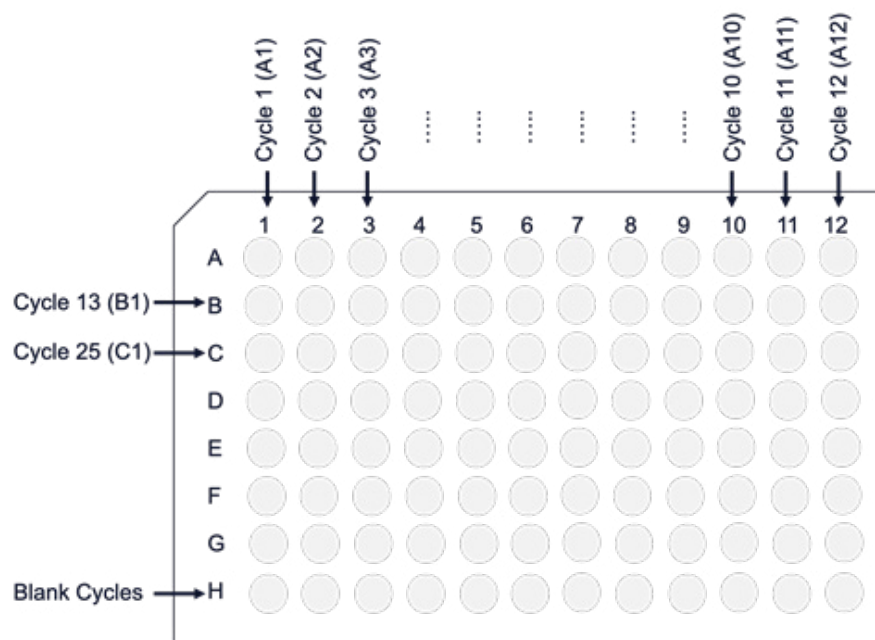 Cycle 1 (A1)
Cycle 2 (A2)
Cycle 3 (A3)
Cycle 10 (A10)
Cycle 11 (A11)
Cycle 12 (A12)
1 2 3 4 5 6 7 8 9 10 11 12
A
Cycle 13 (B1) B
Cycle 25 (C1) C
D
E
F
G
Blank Cycles H